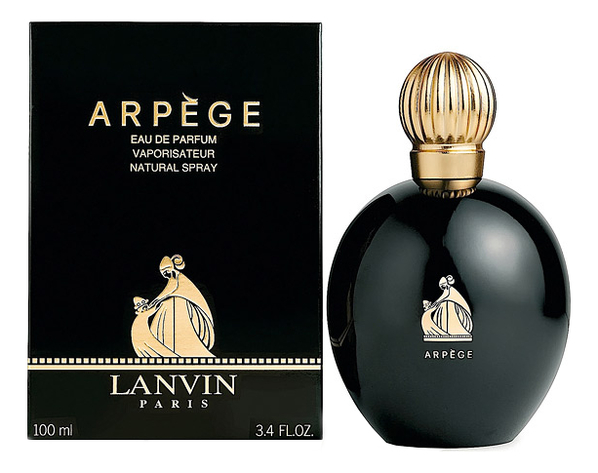 ARPÈGE
EAU DE PARFUM
VAPORISATEUR
NATURAL SPRAY
LANVIN
PARIS
100 ml 3.4 FL.OZ.
ARPÈGE